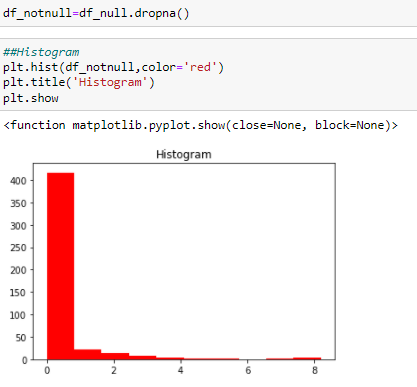 df_notnull=df_null.dropna()
##Histogram
plt.hist(df_notnull,color='red')
plt.title('Histogram')
plt.show
<function matplotlib.pyplot.show(close=None, block=None)>
Histogram
400
350
300
250
200
150
100
50
0
0 2 4 6 8